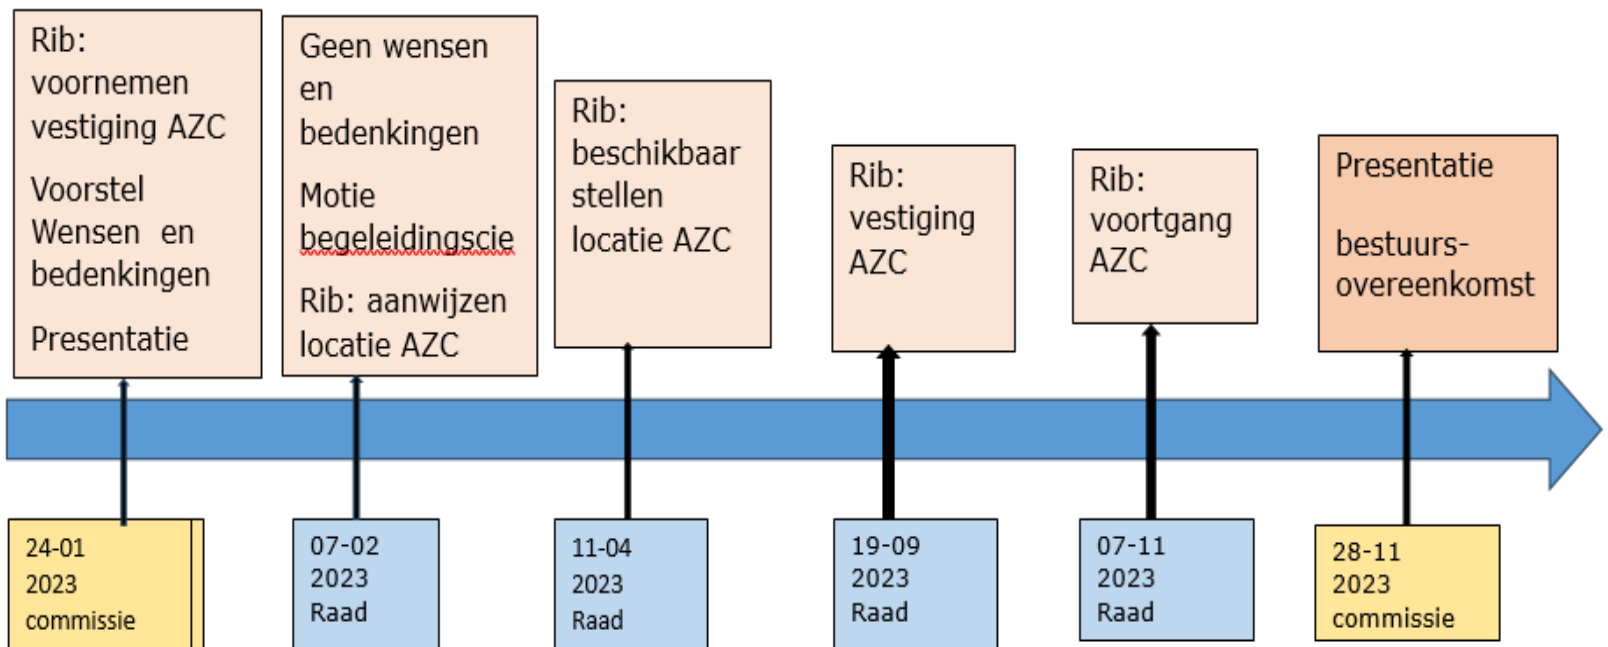 Rib:
voornemen
vestiging AZC
Voorstel
Wensen en
bedenkingen
Presentatie
Geen wensen
en
bedenkingen
Motie
begeleidingscie
Rib: aanwijzen
locatie AZC
Rib:
beschikbaar
stellen
locatie AZC
Rib:
vestiging
AZC
Rib:
voortgang
AZC
Presentatie
bestuurs-
overeenkomst
24-01
2023
commissie
07-02
2023
Raad
11-04
2023
Raad
19-09
2023
Raad
07-11
2023
Raad
28-11
2023
commissie